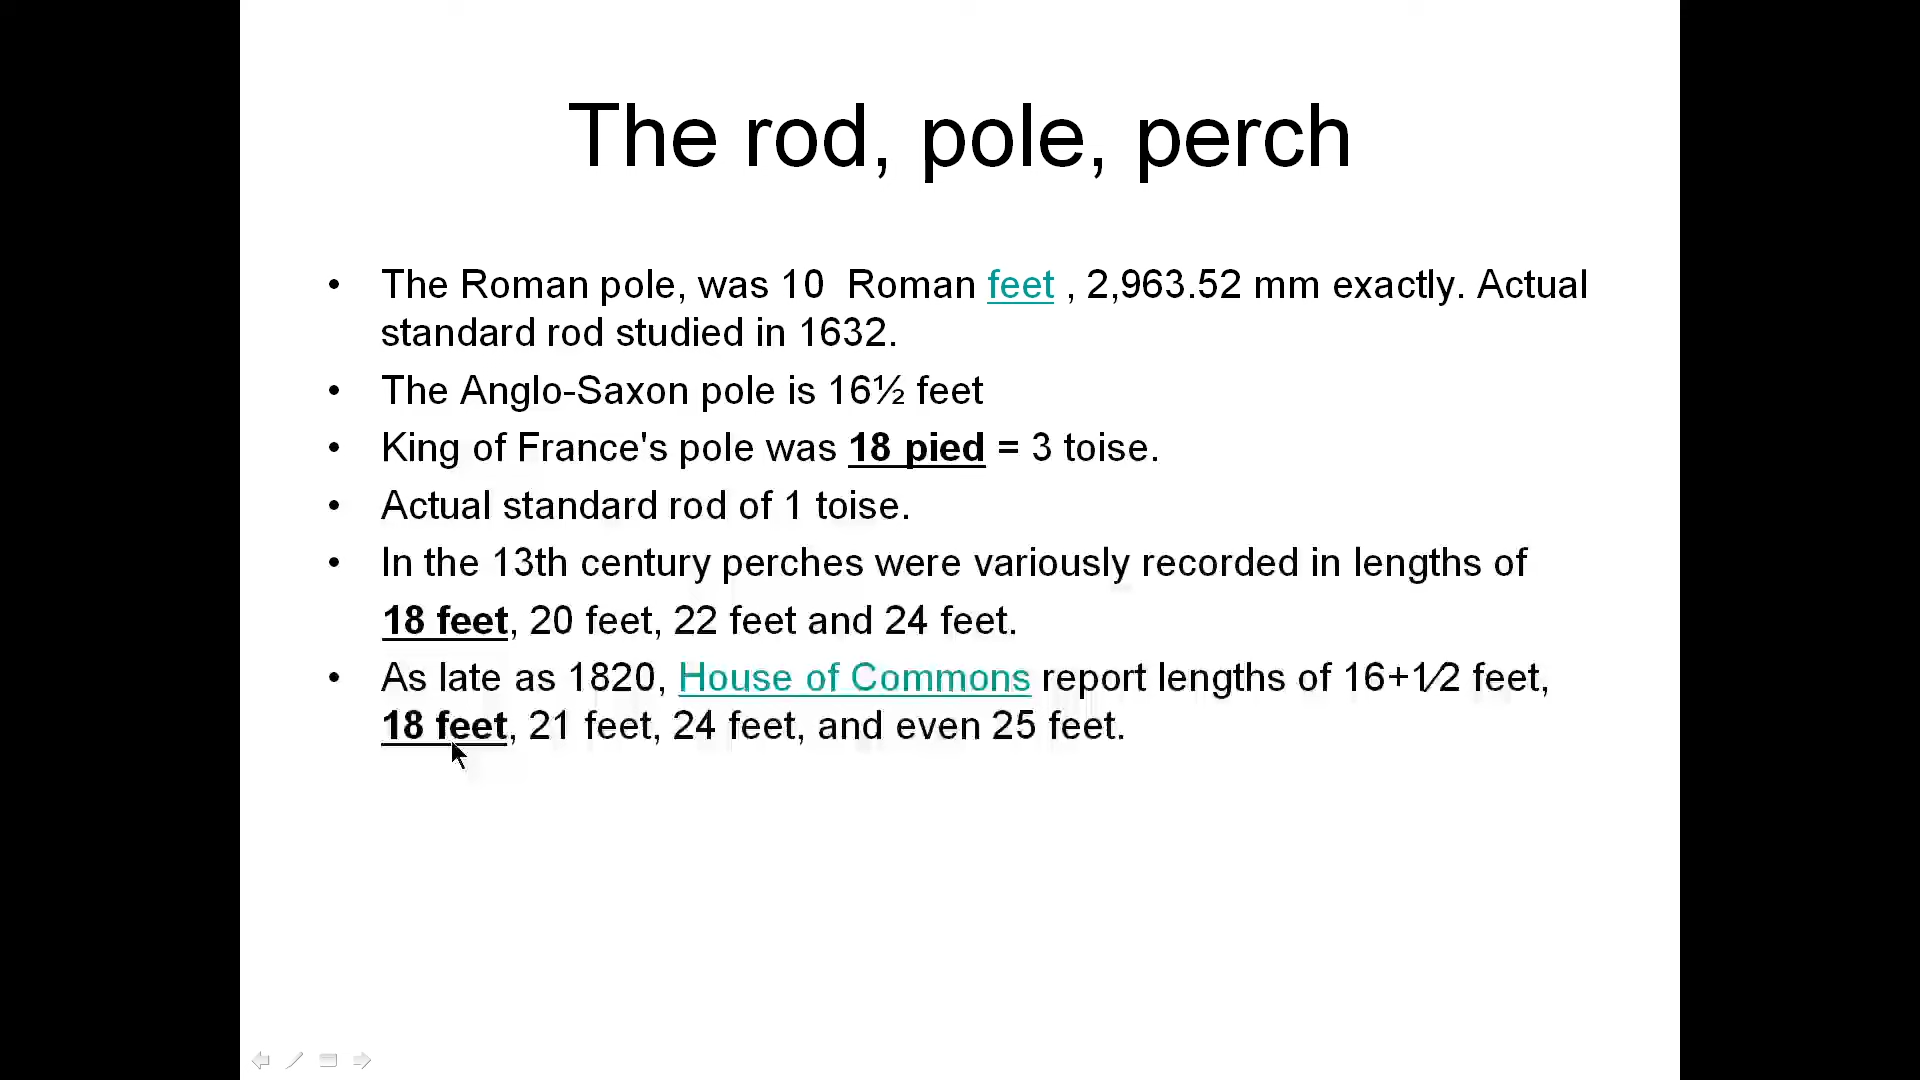 The rod, pole, perch
• The Roman pole, was 10  Roman feet , 2,963.52 mm exactly. Actual
standard rod studied in 1632.
• The Anglo-Saxon pole is 16½ feet
• King of France's pole was 18 pied = 3 toise.
• Actual standard rod of 1 toise.
• In the 13th century perches were variously recorded in lengths of
18 feet, 20 feet, 22 feet and 24 feet.
• As late as 1820, House of Commons report lengths of 16+1⁄2 feet,
18 feet, 21 feet, 24 feet, and even 25 feet.